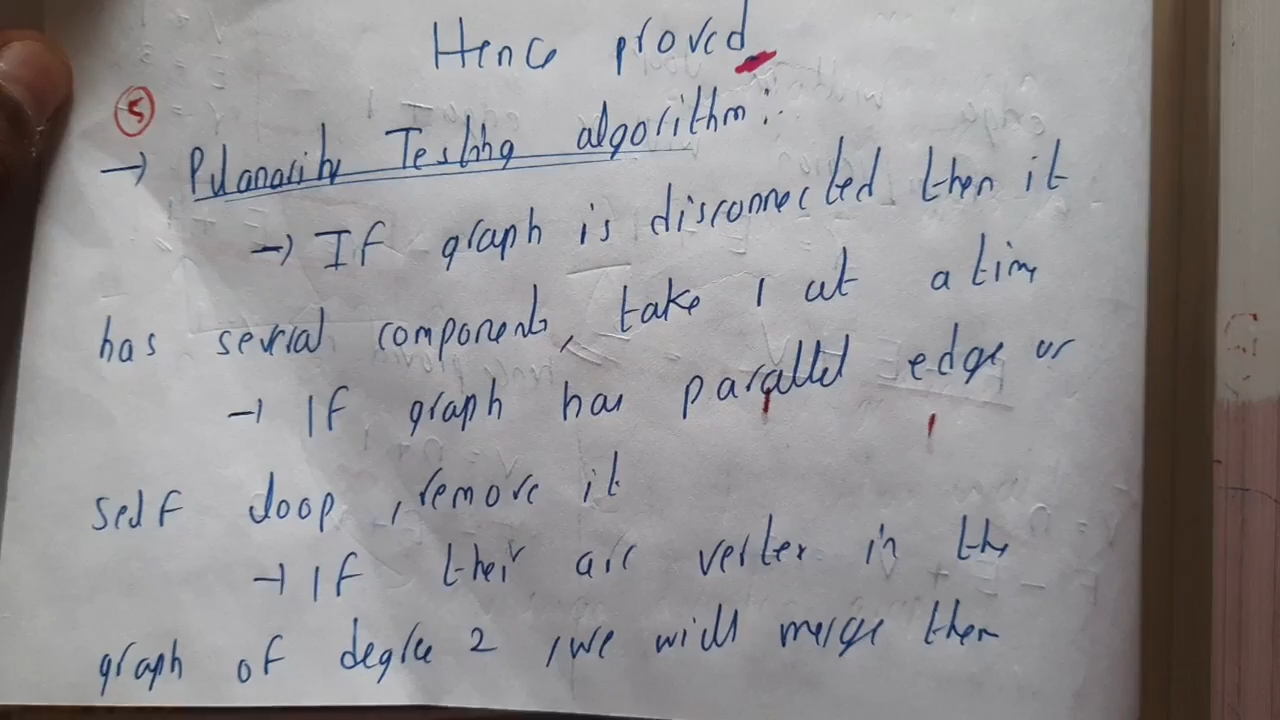 Hence proved
5
→ Planarity Testing algorithm:
→ If graph is disconnected then it
has sevral components, take 1 at a time
→ If graph has parallel edge or
self loop, remove it
→ If their are vertex in the
graph of degree 2, we will merge them